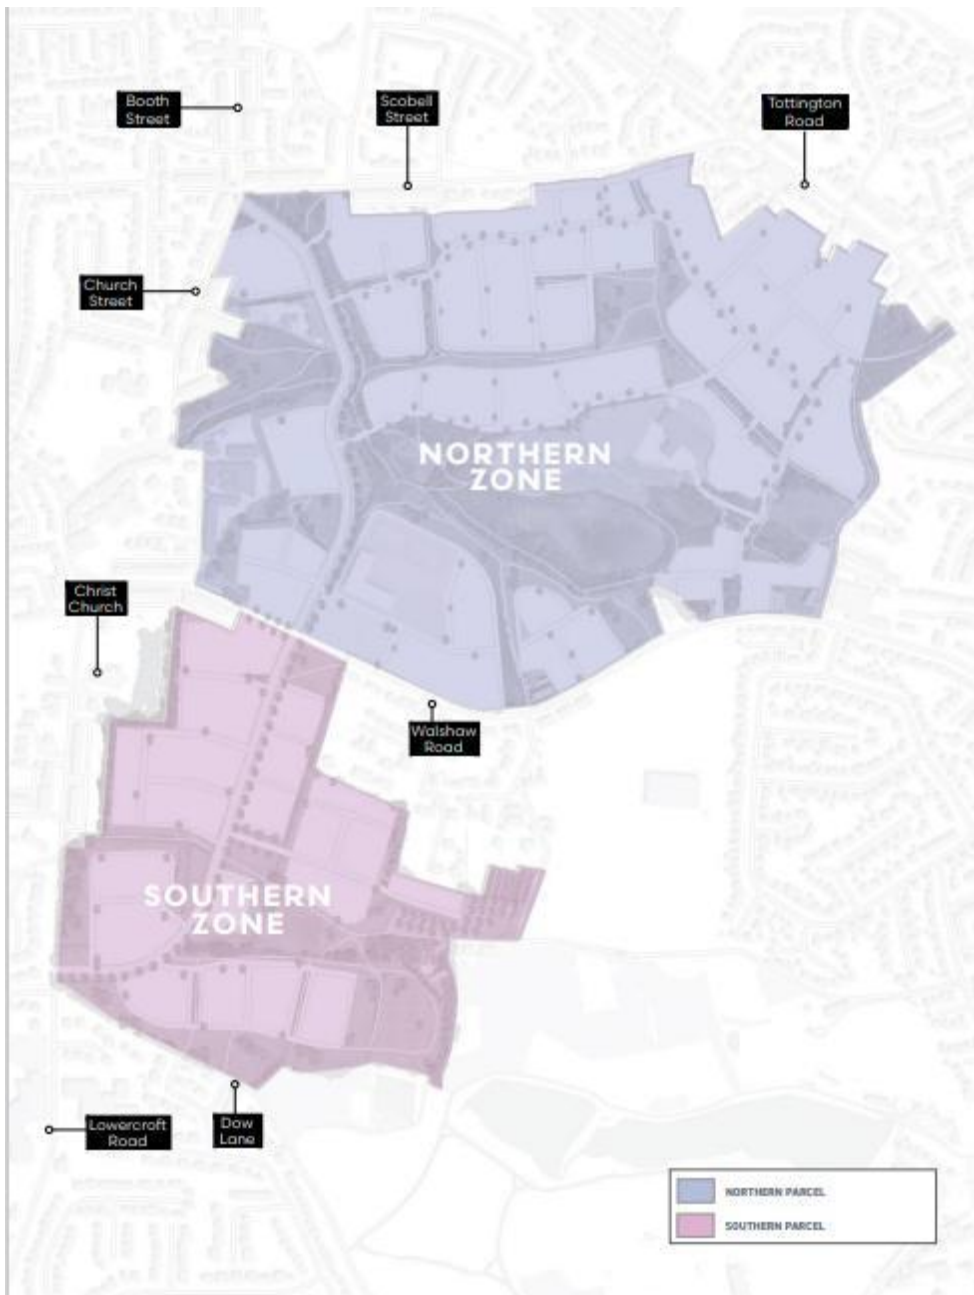 Booth
Street
Scobell
Street
Tottington
Road
Church
Street
NORTHERN
ZONE
Christ
Church
Walshaw
Road
SOUTHERN
ZONE
Lowercroft
Road
Dow
Lane
NORTHERN PARCEL
SOUTHERN PARCEL